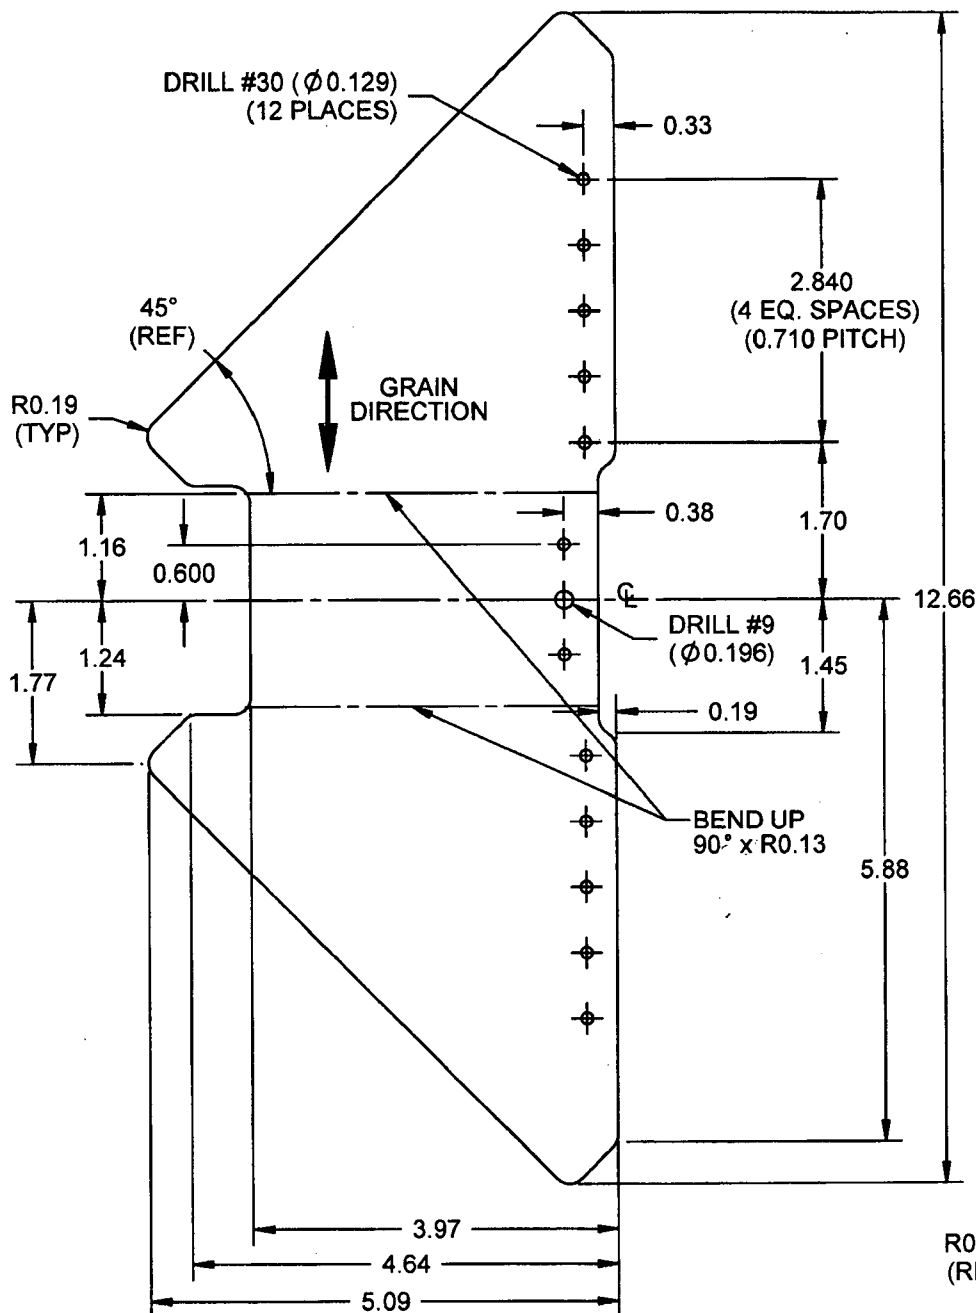 DRILL #30 (Ø0.129)
(12 PLACES)
0.33
2.840
(4 EQ. SPACES)
(0.710 PITCH)
45°
(REF)
GRAIN
DIRECTION
R0.19
(TYP)
0.38
1.70
1.16
0.600
℄
12.66
DRILL #9
(Ø0.196)
1.24
1.45
1.77
0.19
BEND UP
90° x R0.13
5.88
3.97
R0
4.64
5.09